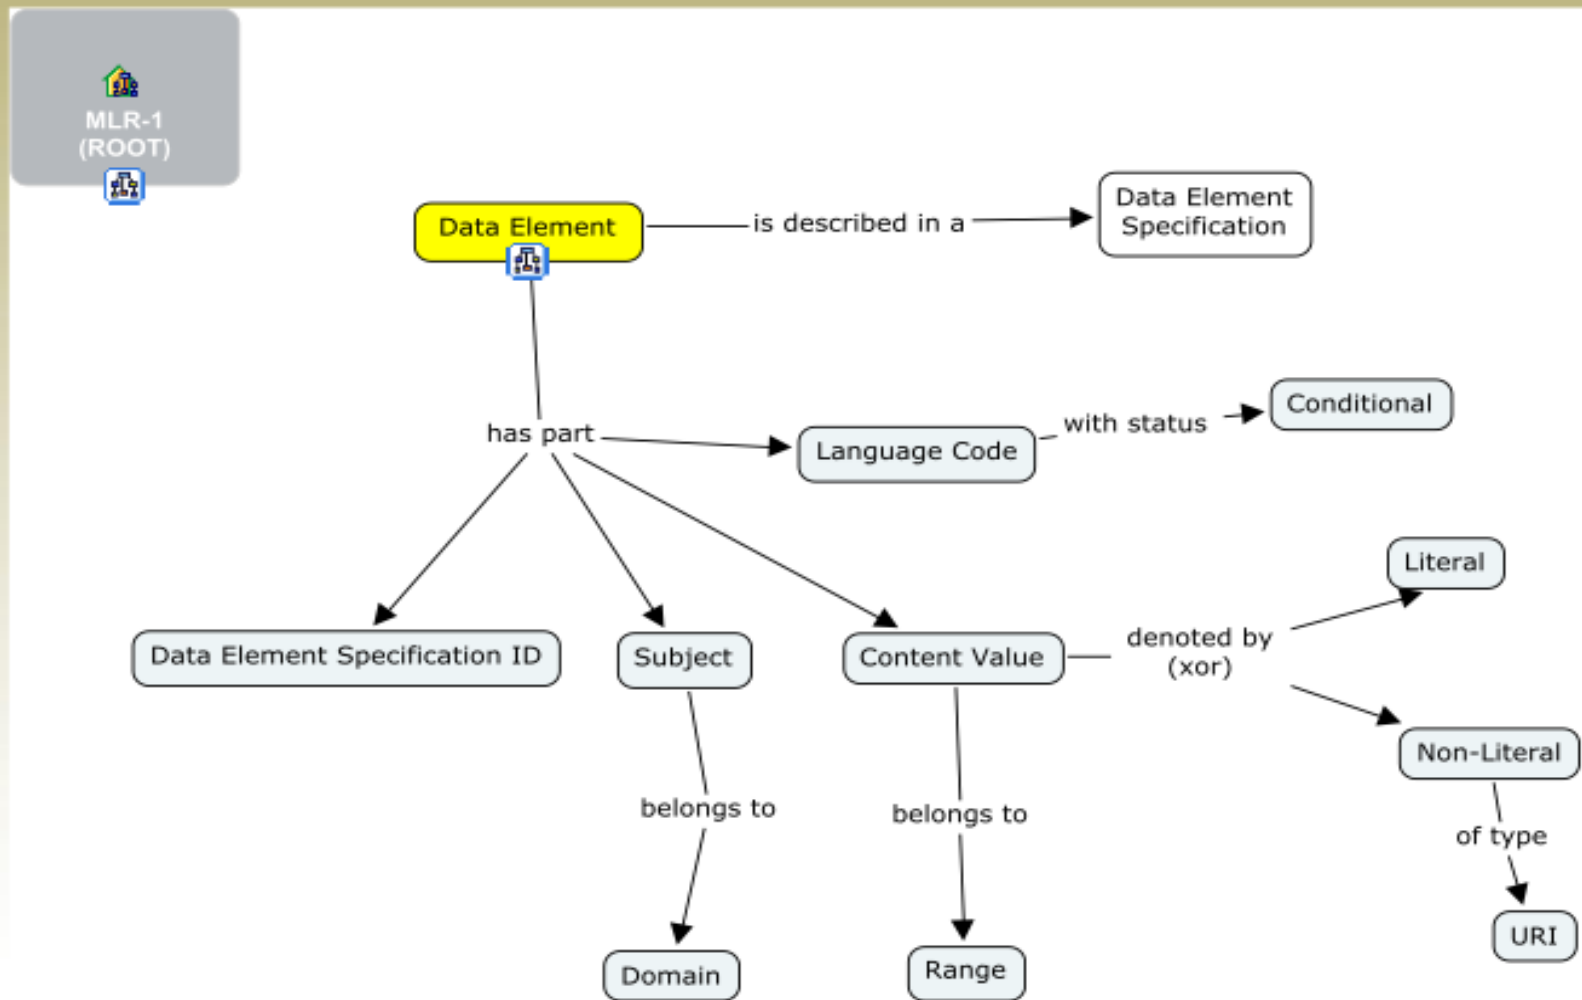 MLR-1
(ROOT)
Data Element
is described in a
Data Element
Specification
has part
Language Code
with status
Conditional
Data Element Specification ID
Subject
Content Value
denoted by
(xor)
Literal
Non-Literal
belongs to
belongs to
of type
Domain
Range
URI